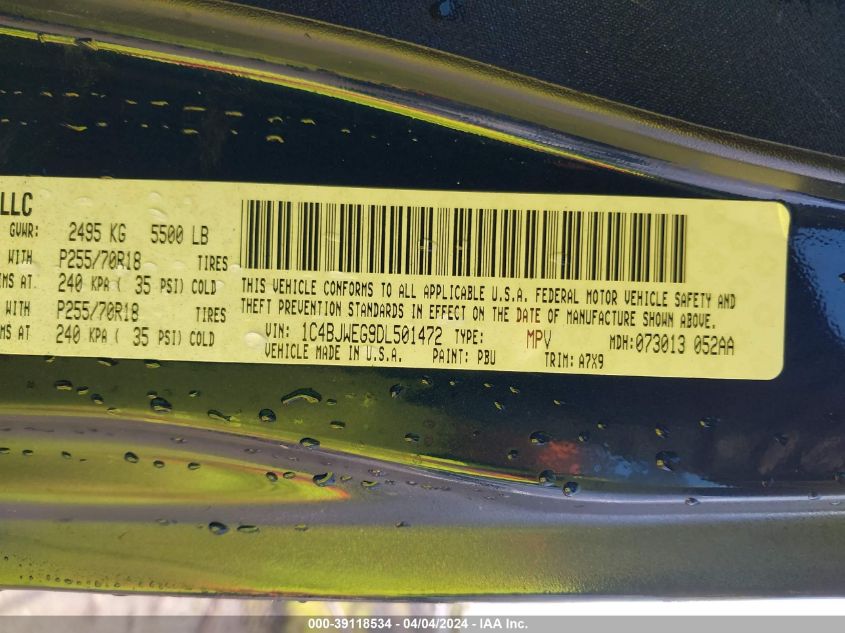 LLC
GVWR: 2495 KG 5500 LB
WITH P255/70R18 TIRES
AT. 240 KPA ( 35 PSI) COLD
WITH P255/70R18 TIRES
AT 240 KPA ( 35 PSI) COLD
THIS VEHICLE CONFORMS TO ALL APPLICABLE U.S.A. FEDERAL MOTOR VEHICLE SAFETY AND
THEFT PREVENTION STANDARDS IN EFFECT ON THE DATE OF MANUFACTURE SHOWN ABOVE.
VIN: 1C4BJWEG9DL501472 TYPE: MPV MDH:073013 052AA
VEHICLE MADE IN U.S.A. PAINT: PBU TRIM: A7X9
000-39118534 - 04/04/2024 - IAA Inc.